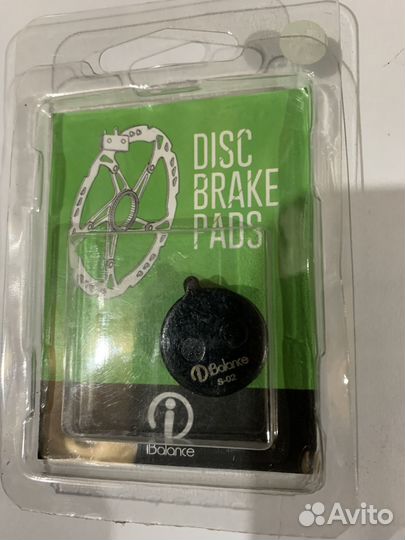 DISC
BRAKE
PADS
iBalance
S-02
iBalance
Avito